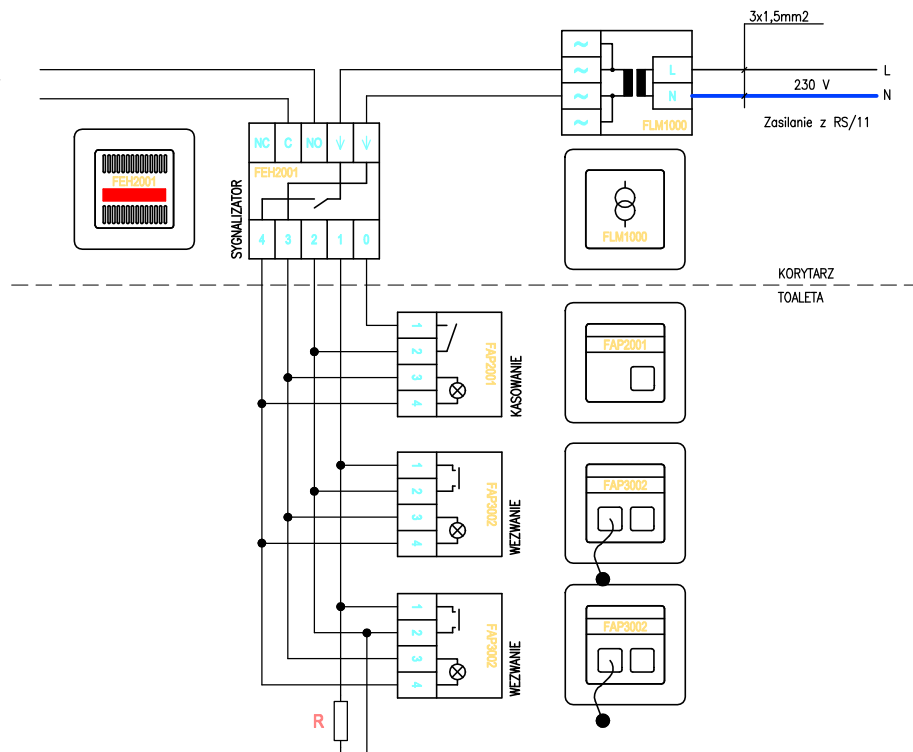 3x1,5mm2
~
~ L L
230 V
~ N N
~
FLM1000
Zasilanie z RS/11
NC C NO
FEH2001
FEH2001
SYGNALIZATOR
4 3 2 1 0
FLM1000
KORYTARZ
TOALETA
1
2
3
4
FAP2001
KASOWANIE
FAP2001
1
2
3
4
FAP3002
WEZWANIE
FAP3002
1
2
3
4
FAP3002
WEZWANIE
FAP3002
R